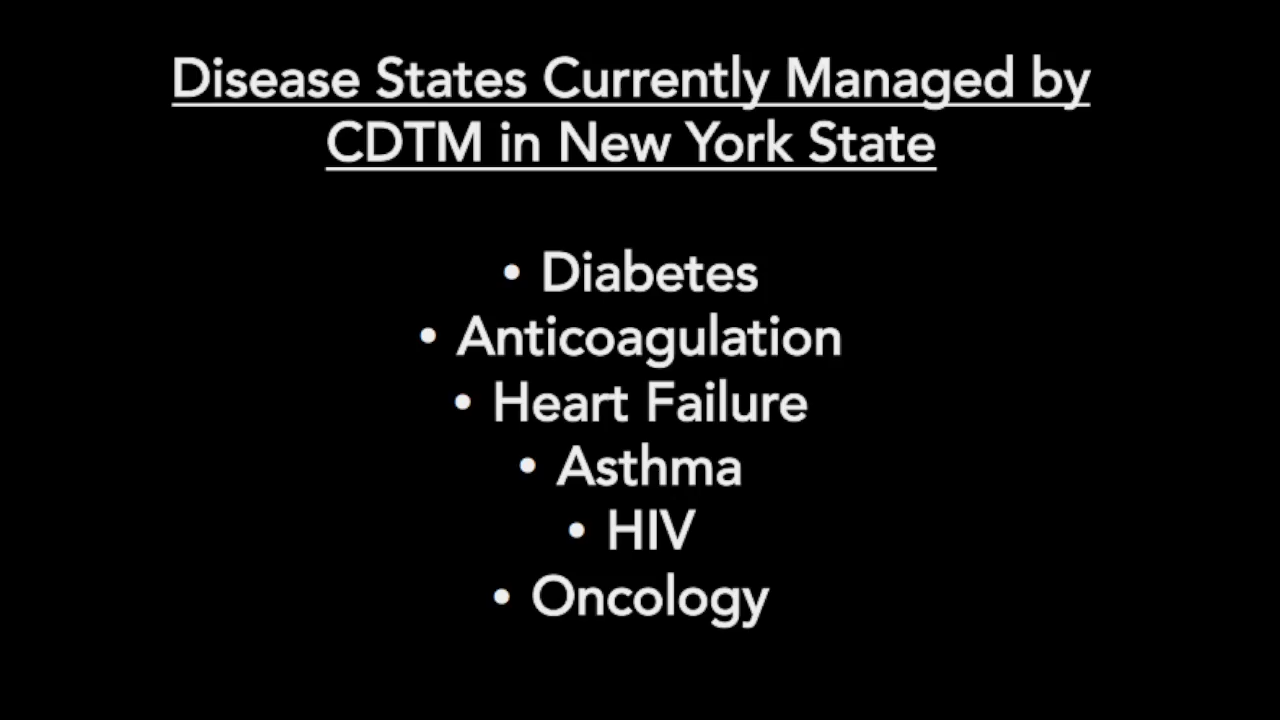 Disease States Currently Managed by
CDTM in New York State
• Diabetes
• Anticoagulation
• Heart Failure
• Asthma
• HIV
• Oncology